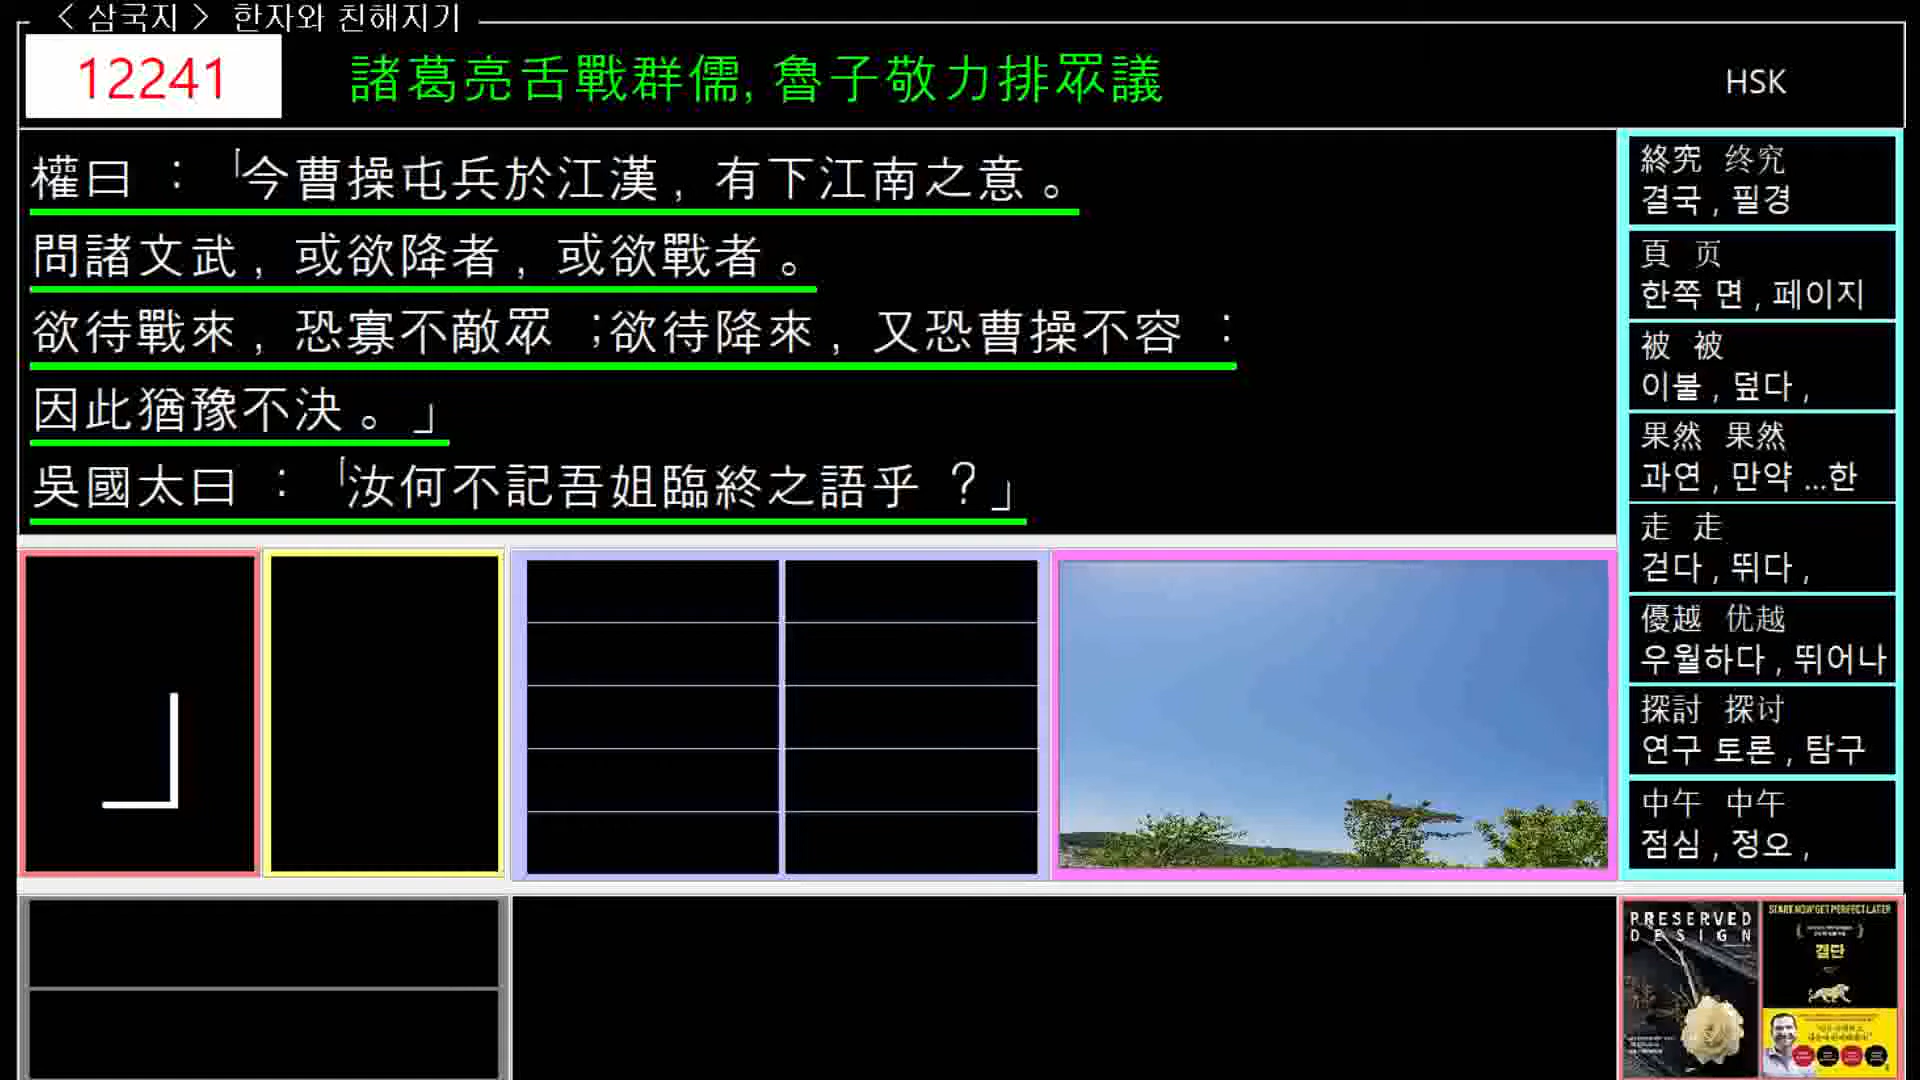 < 삼국지 > 한자와 친해지기
12241
諸葛亮舌戰群儒, 魯子敬力排眾議
HSK
權曰 : 「今曹操屯兵於江漢, 有下江南之意。
問諸文武, 或欲降者, 或欲戰者。
欲待戰來, 恐寡不敵眾 ;欲待降來, 又恐曹操不容 :
因此猶豫不決。」
吳國太曰 : 「汝何不記吾姐臨終之語乎 ?」
終究 终究
결국 , 필경
頁 页
한쪽 면 , 페이지
被 被
이불 , 덮다 ,
果然 果然
과연 , 만약 ...한
走 走
걷다 , 뛰다 ,
優越 优越
우월하다 , 뛰어나
探討 探讨
연구 토론 , 탐구
中午 中午
점심 , 정오 ,
」
PRESERVED
DESIGN
START NOW GET PERFECT LATER
결단